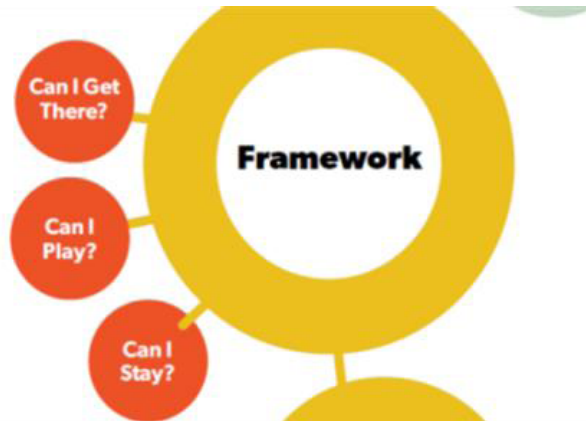 Can I Get
There?
Framework
Can I
Play?
Can I
Stay?